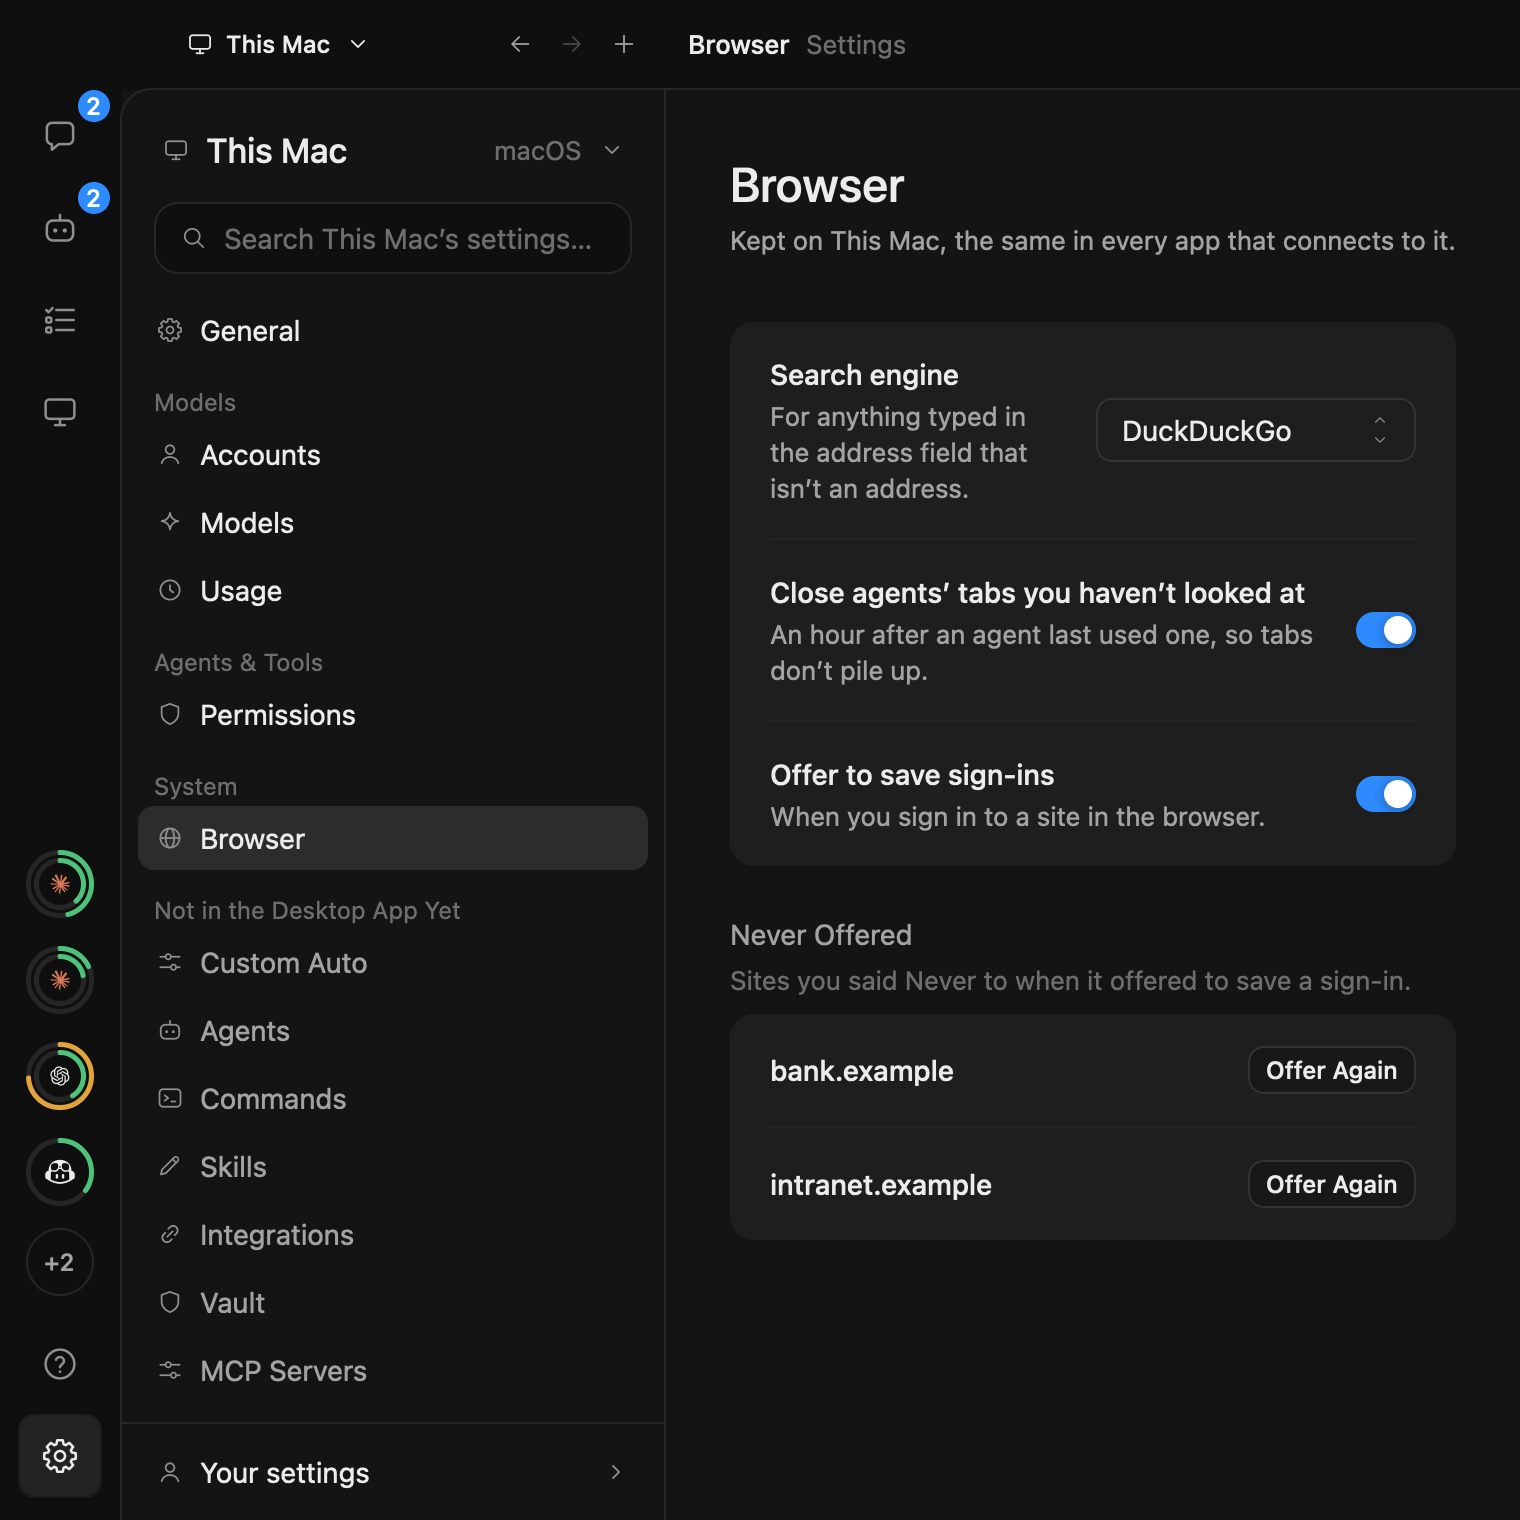 This Mac
Browser Settings
2
2
This Mac
macOS
Search This Mac’s settings...
General
Models
Accounts
Models
Usage
Agents & Tools
Permissions
System
Browser
Not in the Desktop App Yet
Custom Auto
Agents
Commands
Skills
Integrations
Vault
MCP Servers
Your settings
+2
Browser
Kept on This Mac, the same in every app that connects to it.
Search engine
For anything typed in
the address field that
isn’t an address.
DuckDuckGo
Close agents’ tabs you haven’t looked at
An hour after an agent last used one, so tabs
don’t pile up.
Offer to save sign-ins
When you sign in to a site in the browser.
Never Offered
Sites you said Never to when it offered to save a sign-in.
bank.example
Offer Again
intranet.example
Offer Again